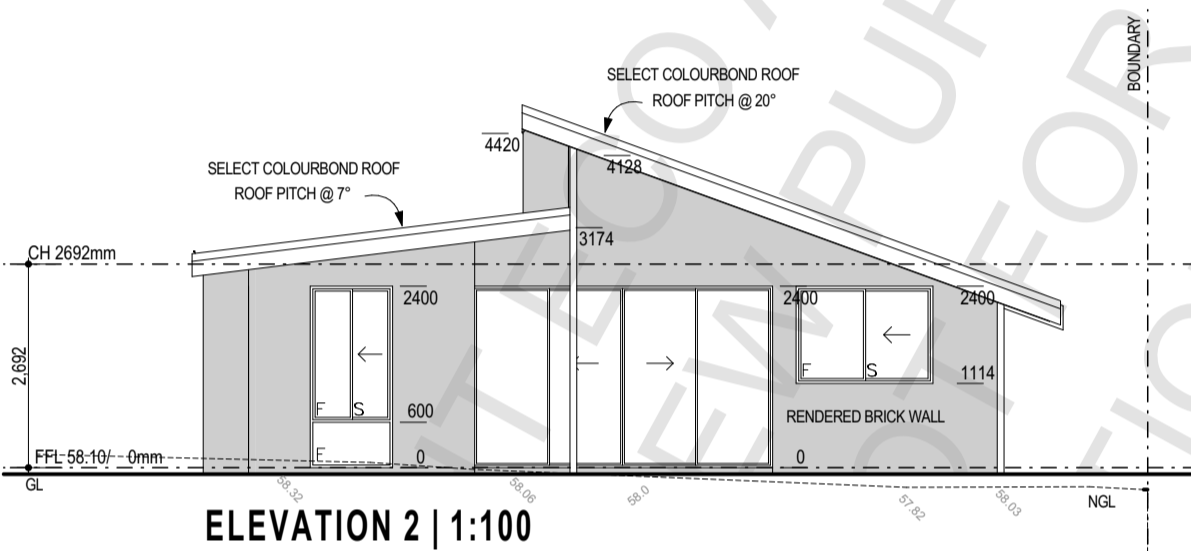 BOUNDARY
SELECT COLOURBOND ROOF
ROOF PITCH @ 20°
4420
4128
SELECT COLOURBOND ROOF
ROOF PITCH @ 7°
3174
CH 2692mm
2400
2400
2400
2,692
F S
F S
1114
600
RENDERED BRICK WALL
F
0
0
FFL 58.10/ 0mm
GL
58.32
58.06
58.0
57.82
58.03
NGL
ELEVATION 2 | 1:100